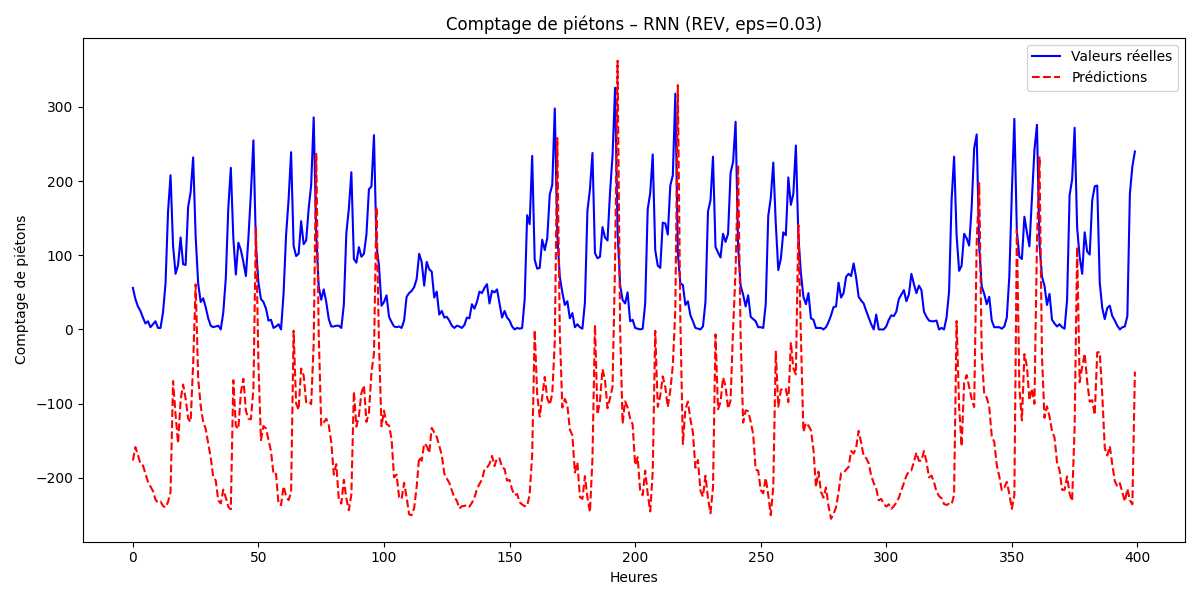 Comptage de piétons – RNN (REV, eps=0.03)
Valeurs réelles
Prédictions
Comptage de piétons
300
200
100
0
−100
−200
0 50 100 150 200 250 300 350 400
Heures